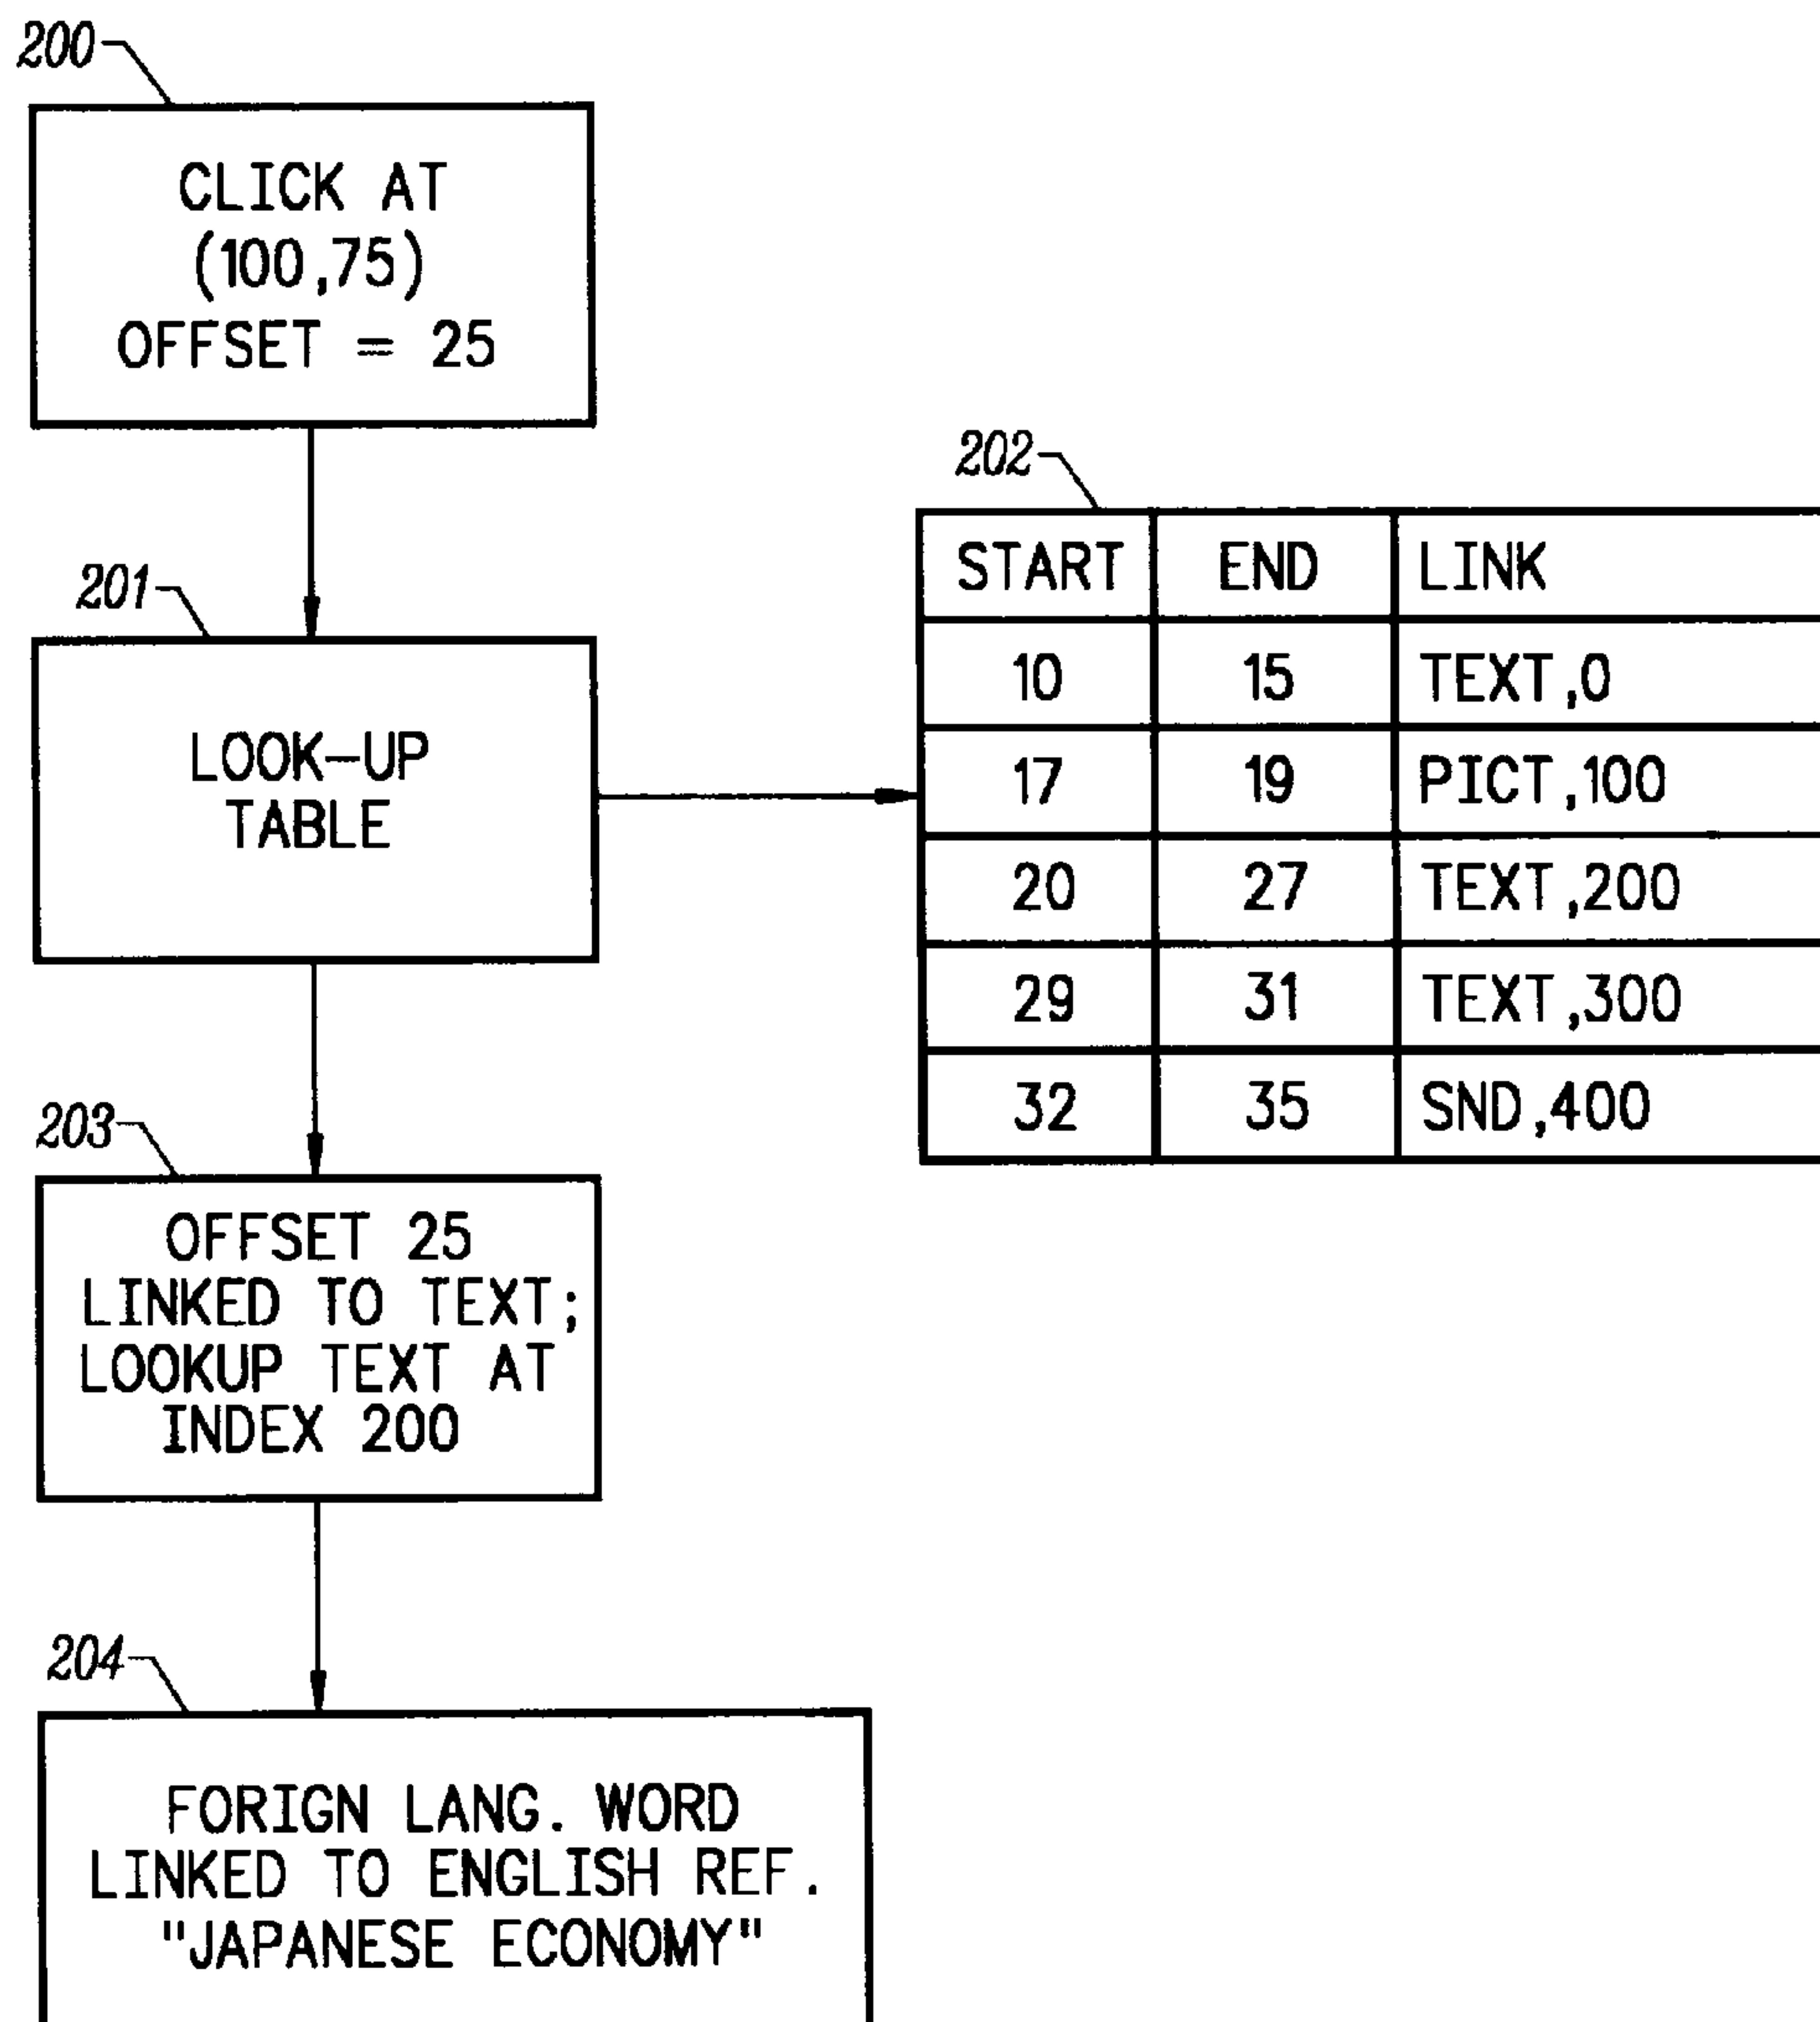 200
CLICK AT
(100,75)
OFFSET = 25
201
LOOK-UP
TABLE
202
START END LINK
10 15 TEXT,0
17 19 PICT,100
20 27 TEXT,200
29 31 TEXT,300
32 35 SND,400
203
OFFSET 25
LINKED TO TEXT;
LOOKUP TEXT AT
INDEX 200
204
FORIGN LANG. WORD
LINKED TO ENGLISH REF.
"JAPANESE ECONOMY"